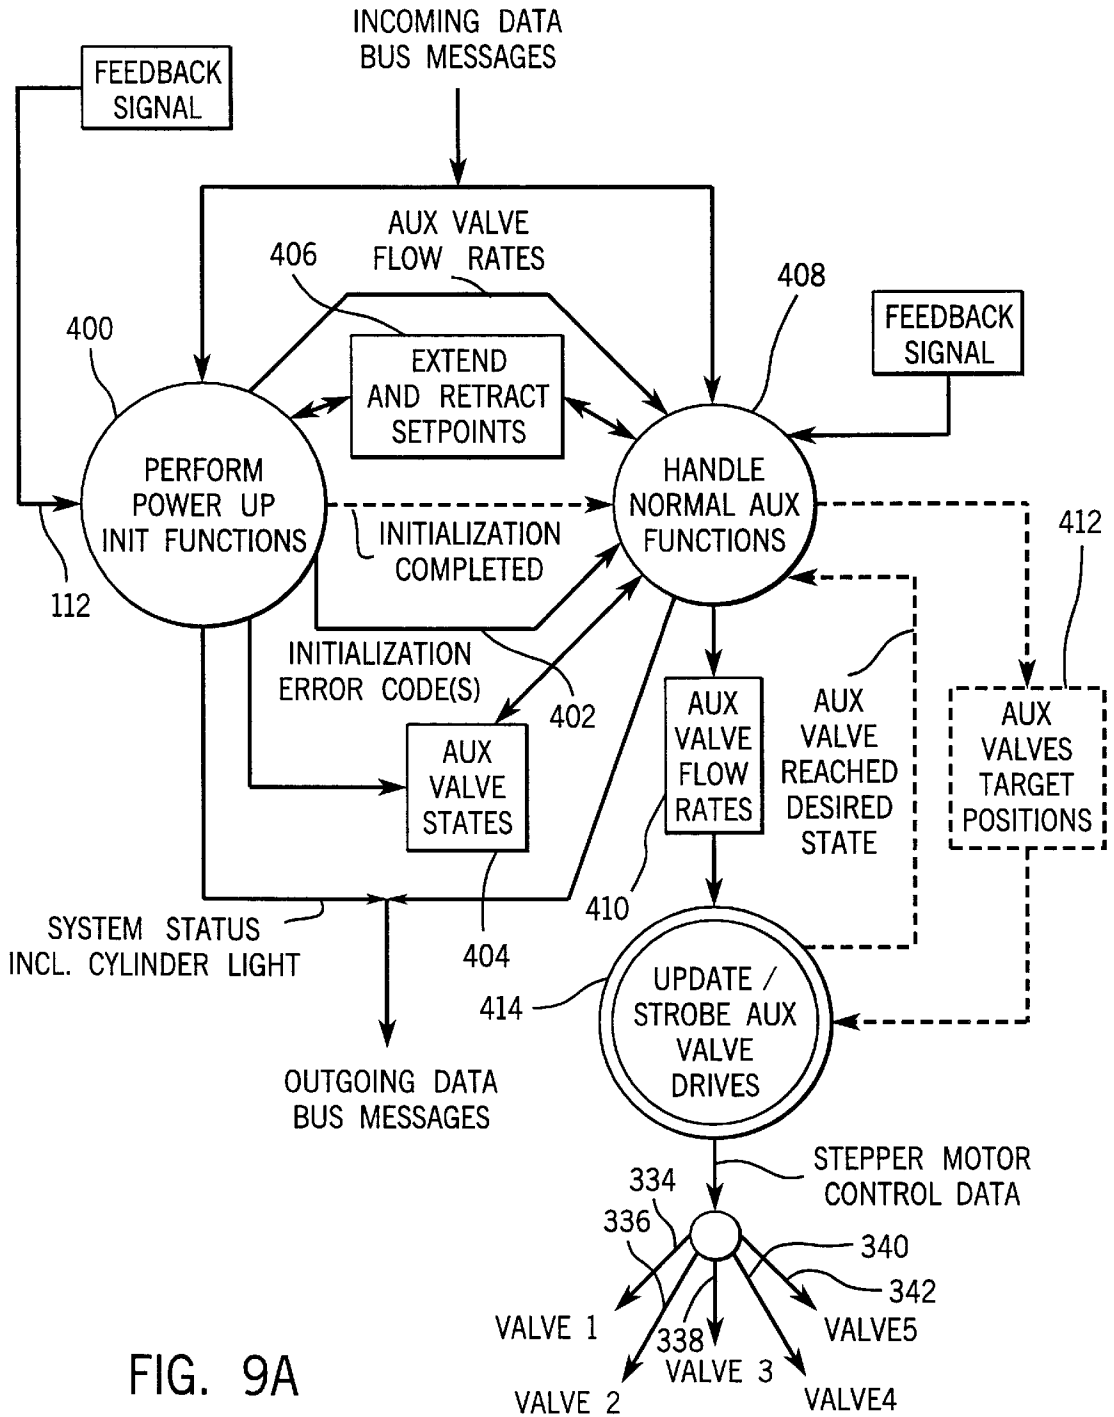 INCOMING DATA
BUS MESSAGES
FEEDBACK
SIGNAL
AUX VALVE
FLOW RATES
406
408
400
FEEDBACK
SIGNAL
EXTEND
AND RETRACT
SETPOINTS
PERFORM
POWER UP
INIT FUNCTIONS
HANDLE
NORMAL AUX
FUNCTIONS
INITIALIZATION
COMPLETED
412
112
INITIALIZATION
ERROR CODE(S)
402
AUX
VALVE
STATES
404
AUX
VALVE
FLOW
RATES
410
AUX
VALVE
REACHED
DESIRED
STATE
AUX
VALVES
TARGET
POSITIONS
SYSTEM STATUS
INCL. CYLINDER LIGHT
414
UPDATE /
STROBE AUX
VALVE
DRIVES
OUTGOING DATA
BUS MESSAGES
STEPPER MOTOR
CONTROL DATA
334
336
338
340
342
VALVE 1
VALVE 2
VALVE 3
VALVE4
VALVE5
FIG. 9A